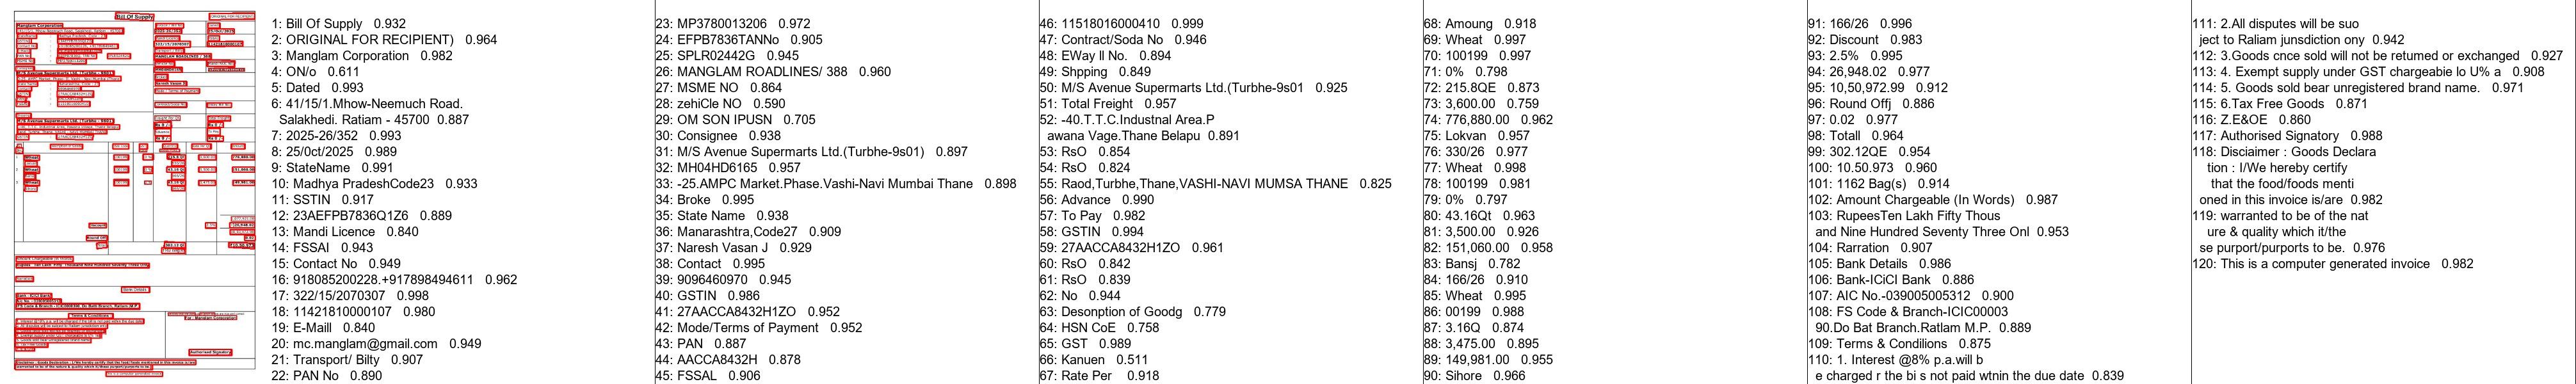 1: Bill Of Supply 0.932
2: ORIGINAL FOR RECIPIENT) 0.964
3: Manglam Corporation 0.982
4: ON/o 0.611
5: Dated 0.993
6: 41/15/1.Mhow-Neemuch Road.
Salakhedi. Ratiam - 45700 0.887
7: 2025-26/352 0.993
8: 25/0ct/2025 0.989
9: StateName 0.991
10: Madhya PradeshCode23 0.933
11: SSTIN 0.917
12: 23AEFPB7836Q1Z6 0.889
13: Mandi Licence 0.840
14: FSSAI 0.943
15: Contact No 0.949
16: 918085200228.+917898494611 0.962
17: 322/15/2070307 0.998
18: 11421810000107 0.980
19: E-Maill 0.840
20: mc.manglam@gmail.com 0.949
21: Transport/ Bilty 0.907
22: PAN No 0.890
23: MP3780013206 0.972
24: EFPB7836TANNo 0.905
25: SPLR02442G 0.945
26: MANGLAM ROADLINES/ 388 0.960
27: MSME NO 0.864
28: zehiCle NO 0.590
29: OM SON IPUSN 0.705
30: Consignee 0.938
31: M/S Avenue Supermarts Ltd.(Turbhe-9s01) 0.897
32: MH04HD6165 0.957
33: -25.AMPC Market.Phase.Vashi-Navi Mumbai Thane 0.898
34: Broke 0.995
35: State Name 0.938
36: Manarashtra,Code27 0.909
37: Naresh Vasan J 0.929
38: Contact 0.995
39: 9096460970 0.945
40: GSTIN 0.986
41: 27AACCA8432H1ZO 0.952
42: Mode/Terms of Payment 0.952
43: PAN 0.887
44: AACCA8432H 0.878
45: FSSAL 0.906
46: 11518016000410 0.999
47: Contract/Soda No 0.946
48: EWay ll No. 0.894
49: Shpping 0.849
50: M/S Avenue Supermarts Ltd.(Turbhe-9s01 0.925
51: Total Freight 0.957
52: -40.T.T.C.Industnal Area.P
awana Vage.Thane Belapu 0.891
53: RsO 0.854
54: RsO 0.824
55: Raod,Turbhe,Thane,VASHI-NAVI MUMSA THANE 0.825
56: Advance 0.990
57: To Pay 0.982
58: GSTIN 0.994
59: 27AACCA8432H1ZO 0.961
60: RsO 0.842
61: RsO 0.839
62: No 0.944
63: Desonption of Goodg 0.779
64: HSN CoE 0.758
65: GST 0.989
66: Kanuen 0.511
67: Rate Per 0.918
68: Amoung 0.918
69: Wheat 0.997
70: 100199 0.997
71: 0% 0.798
72: 215.8QE 0.873
73: 3,600.00 0.759
74: 776,880.00 0.962
75: Lokvan 0.957
76: 330/26 0.977
77: Wheat 0.998
78: 100199 0.981
79: 0% 0.797
80: 43.16Qt 0.963
81: 3,500.00 0.926
82: 151,060.00 0.958
83: Bansj 0.782
84: 166/26 0.910
85: Wheat 0.995
86: 00199 0.988
87: 3.16Q 0.874
88: 3,475.00 0.895
89: 149,981.00 0.955
90: Sihore 0.966
91: 166/26 0.996
92: Discount 0.983
93: 2.5% 0.995
94: 26,948.02 0.977
95: 10,50,972.99 0.912
96: Round Offj 0.886
97: 0.02 0.977
98: Totall 0.964
99: 302.12QE 0.954
100: 10.50.973 0.960
101: 1162 Bag(s) 0.914
102: Amount Chargeable (In Words) 0.987
103: RupeesTen Lakh Fifty Thous
and Nine Hundred Seventy Three Onl 0.953
104: Rarration 0.907
105: Bank Details 0.986
106: Bank-ICiCI Bank 0.886
107: AIC No.-039005005312 0.900
108: FS Code & Branch-ICIC00003
90.Do Bat Branch.Ratlam M.P. 0.889
109: Terms & Condilions 0.875
110: 1. Interest @8% p.a.will b
e charged r the bi s not paid wtnin the due date 0.839
111: 2.All disputes will be suo
ject to Raliam junsdiction ony 0.942
112: 3.Goods cnce sold will not be retumed or exchanged 0.927
113: 4. Exempt supply under GST chargeabie lo U% a 0.908
114: 5. Goods sold bear unregistered brand name. 0.971
115: 6.Tax Free Goods 0.871
116: Z.E&OE 0.860
117: Authorised Signatory 0.988
118: Disciaimer : Goods Declara
tion : I/We hereby certify
that the food/foods menti
oned in this invoice is/are 0.982
119: warranted to be of the nat
ure & quality which it/the
se purport/purports to be. 0.976
120: This is a computer generated invoice 0.982